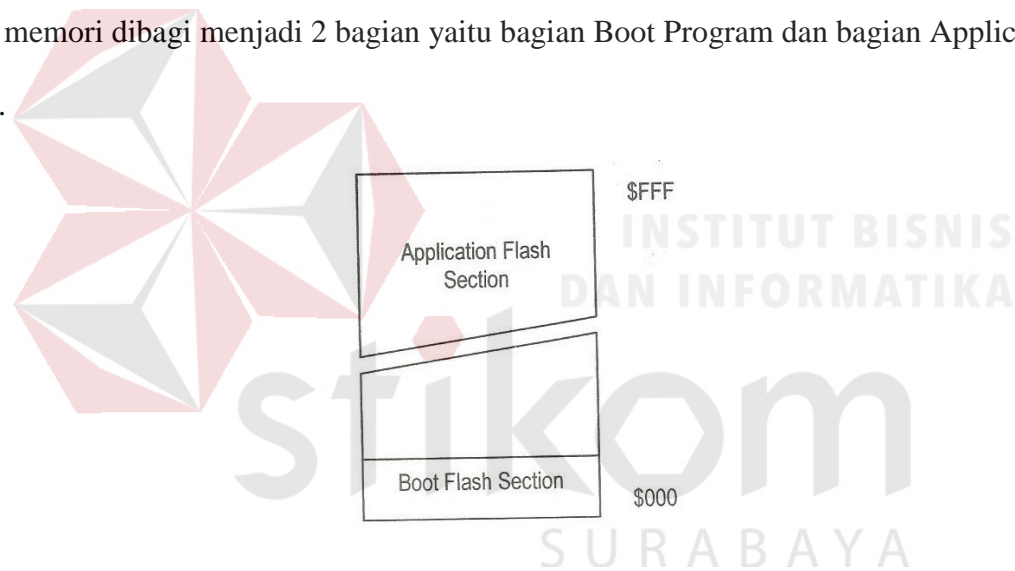 memori dibagi menjadi 2 bagian yaitu bagian Boot Program dan bagian Applic
.
$FFF
Application Flash
Section
INSTITUT BISNIS
DAN INFORMATIKA
stikom
Boot Flash Section
$000
SURABAYA